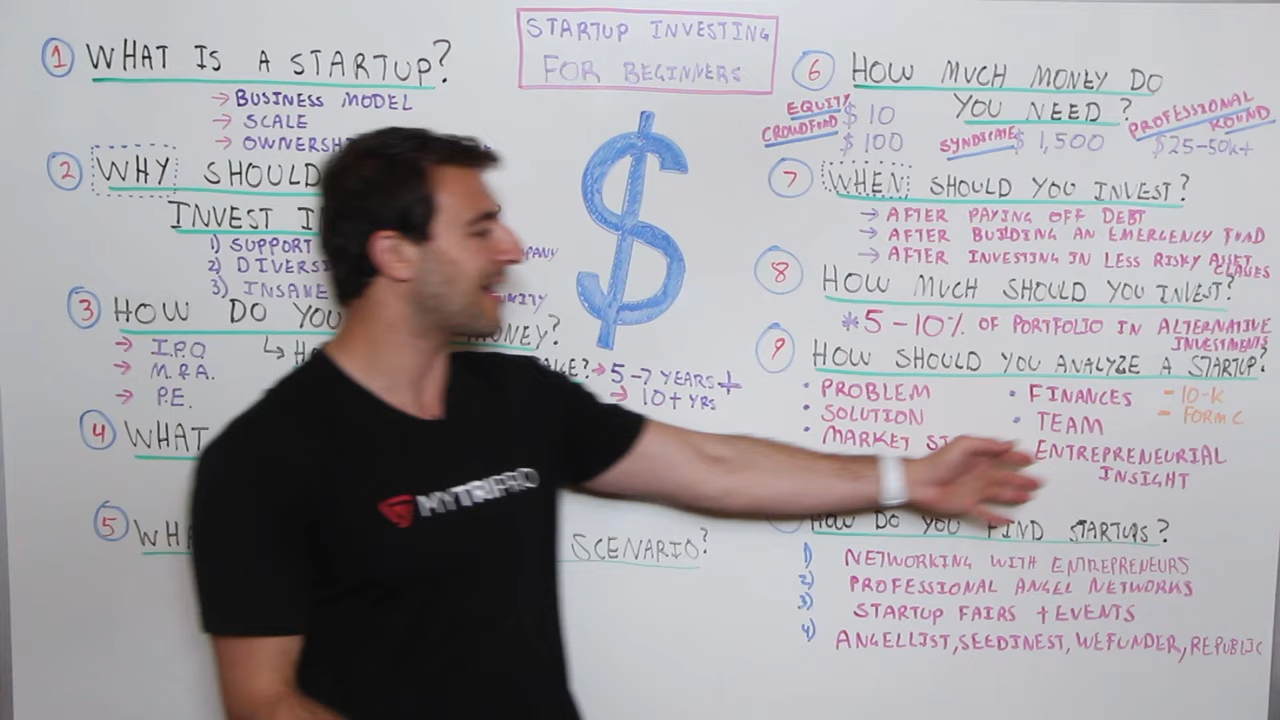 STARTUP INVESTING
FOR BEGINNERS
1 WHAT IS A STARTUP?
→ BUSINESS MODEL
→ SCALE
→ OWNERSH
2 WHY SHOULD
INVEST I
1) SUPPORT
PANY
2) DIVERS
3) INSANE
3 HOW DO YOU
MONEY?
→ I.P.O
→ M.&A.
→ P.E.
→ 5-7 YEARS +
→ 10+ YRS
4 WHAT
5 WHA
SCENARIO?
MYTRIPRO
6 HOW MUCH MONEY DO
YOU NEED?
EQUITY
CROWDFUND
$10
$100
SYNDICATE $1,500
PROFESSIONAL
ROUND
$25-50K+
7 WHEN SHOULD YOU INVEST?
→ AFTER PAYING OFF DEBT
→ AFTER BUILDING AN EMERGENCY FUND
→ AFTER INVESTING IN LESS RISKY ASSET
CLASSES
8 HOW MUCH SHOULD YOU INVEST?
*5-10% OF PORTFOLIO IN ALTERNATIVE
INVESTMENTS
9 HOW SHOULD YOU ANALYZE A STARTUP?
• PROBLEM
• SOLUTION
• MARKET
• FINANCES
- 10-K
- FORM C
• TEAM
ENTREPRENEURIAL
INSIGHT
HOW DO YOU FIND STARTUPS?
1) NETWORKING WITH ENTREPRENEURS
2) PROFESSIONAL ANGEL NETWORKS
3) STARTUP FAIRS + EVENTS
4) ANGELLIST, SEEDINEST, WEFUNDER, REPUBLIC
$